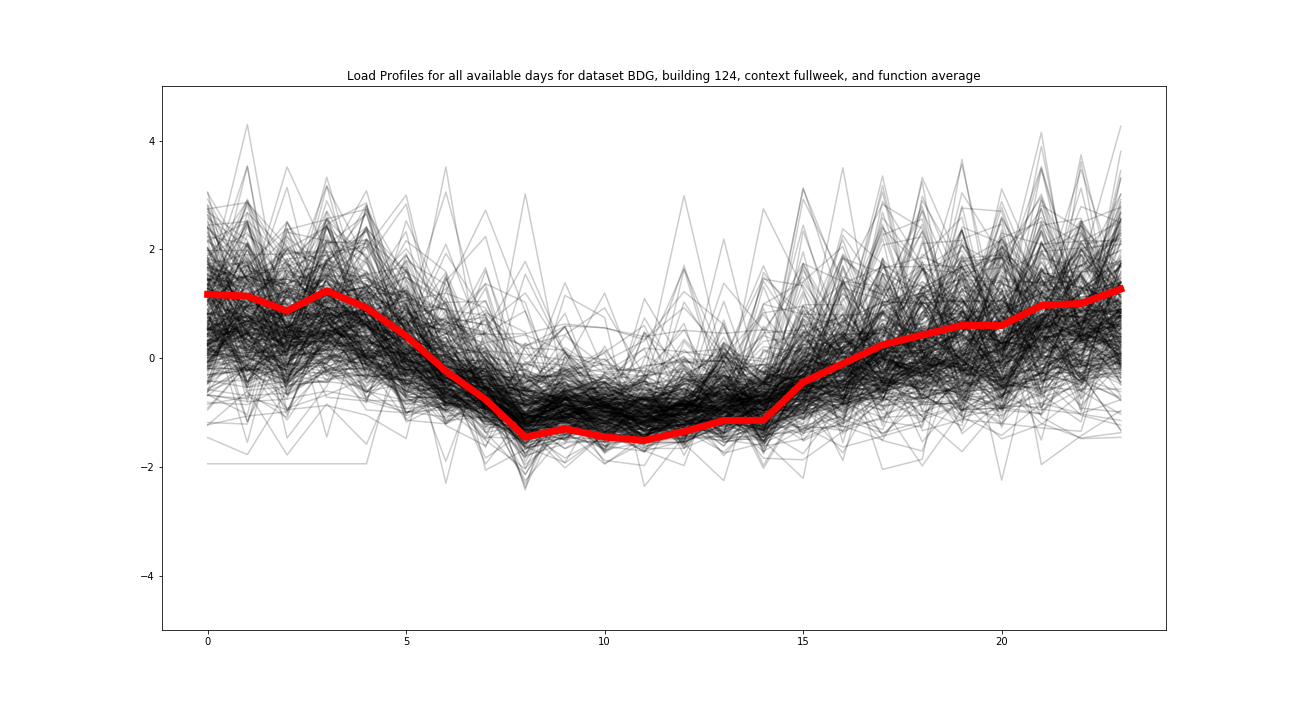 Load Profiles for all available days for dataset BDG, building 124, context fullweek, and function average
4
2
0
−2
−4
0 5 10 15 20